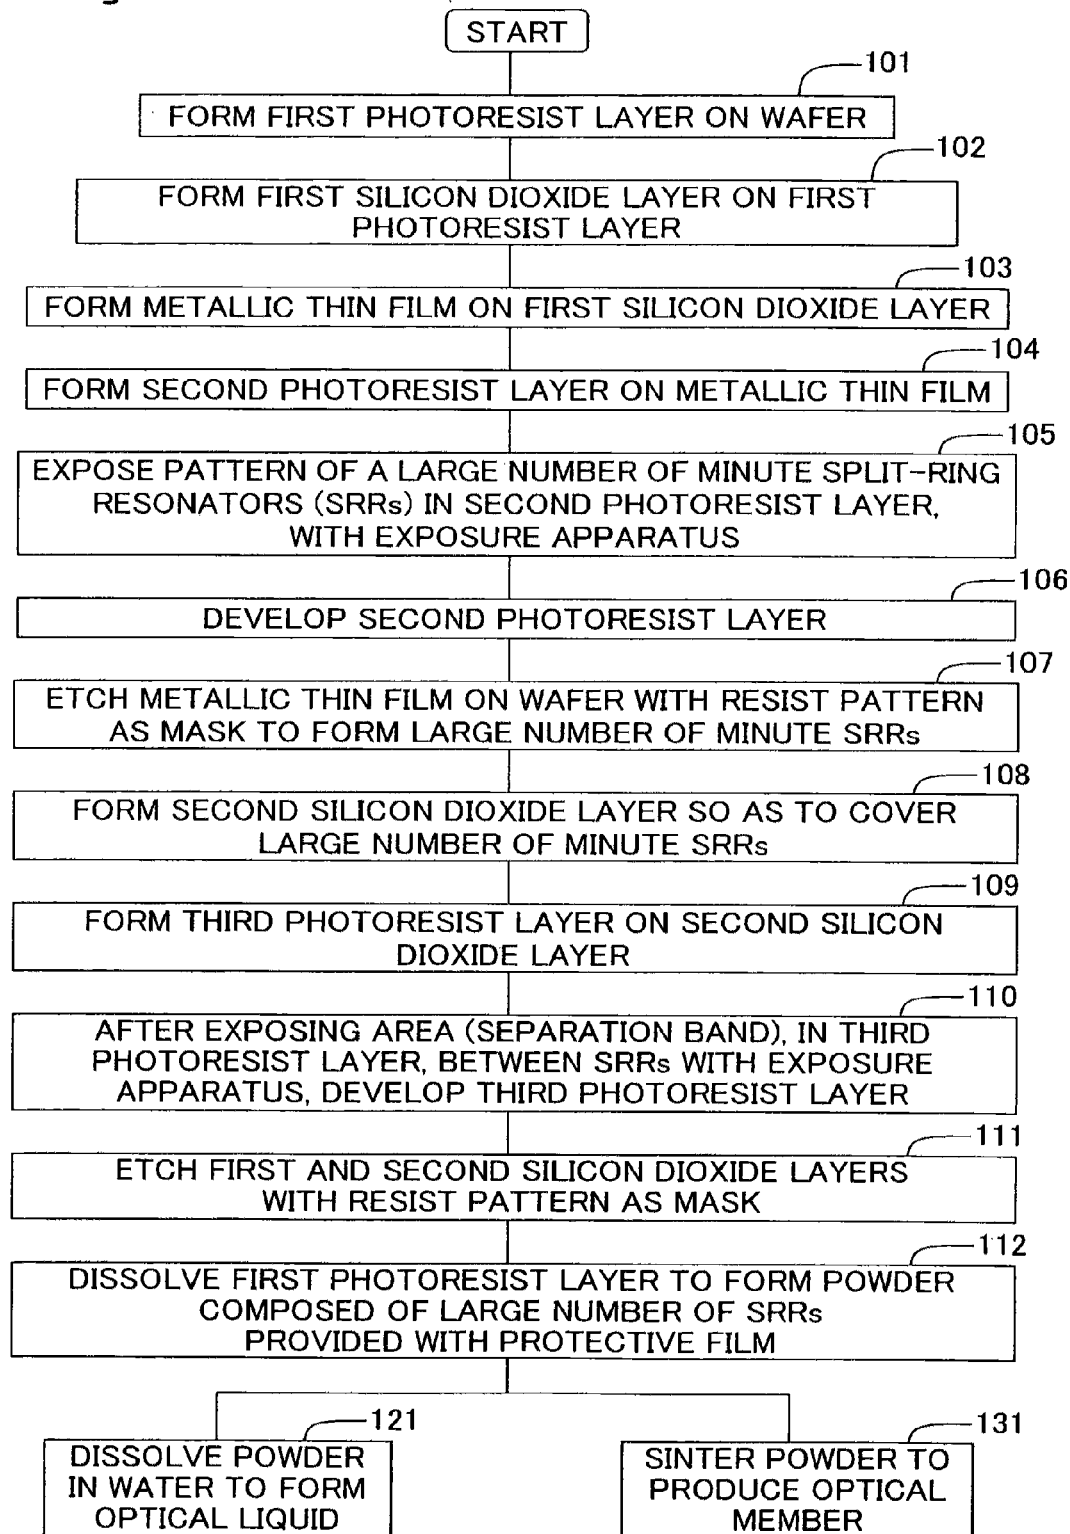 START
101
FORM FIRST PHOTORESIST LAYER ON WAFER
102
FORM FIRST SILICON DIOXIDE LAYER ON FIRST
PHOTORESIST LAYER
103
FORM METALLIC THIN FILM ON FIRST SILICON DIOXIDE LAYER
104
FORM SECOND PHOTORESIST LAYER ON METALLIC THIN FILM
105
EXPOSE PATTERN OF A LARGE NUMBER OF MINUTE SPLIT-RING
RESONATORS (SRRs) IN SECOND PHOTORESIST LAYER,
WITH EXPOSURE APPARATUS
106
DEVELOP SECOND PHOTORESIST LAYER
107
ETCH METALLIC THIN FILM ON WAFER WITH RESIST PATTERN
AS MASK TO FORM LARGE NUMBER OF MINUTE SRRs
108
FORM SECOND SILICON DIOXIDE LAYER SO AS TO COVER
LARGE NUMBER OF MINUTE SRRs
109
FORM THIRD PHOTORESIST LAYER ON SECOND SILICON
DIOXIDE LAYER
110
AFTER EXPOSING AREA (SEPARATION BAND), IN THIRD
PHOTORESIST LAYER, BETWEEN SRRs WITH EXPOSURE
APPARATUS, DEVELOP THIRD PHOTORESIST LAYER
111
ETCH FIRST AND SECOND SILICON DIOXIDE LAYERS
WITH RESIST PATTERN AS MASK
112
DISSOLVE FIRST PHOTORESIST LAYER TO FORM POWDER
COMPOSED OF LARGE NUMBER OF SRRs
PROVIDED WITH PROTECTIVE FILM
121
DISSOLVE POWDER
IN WATER TO FORM
OPTICAL LIQUID
131
SINTER POWDER TO
PRODUCE OPTICAL
MEMBER